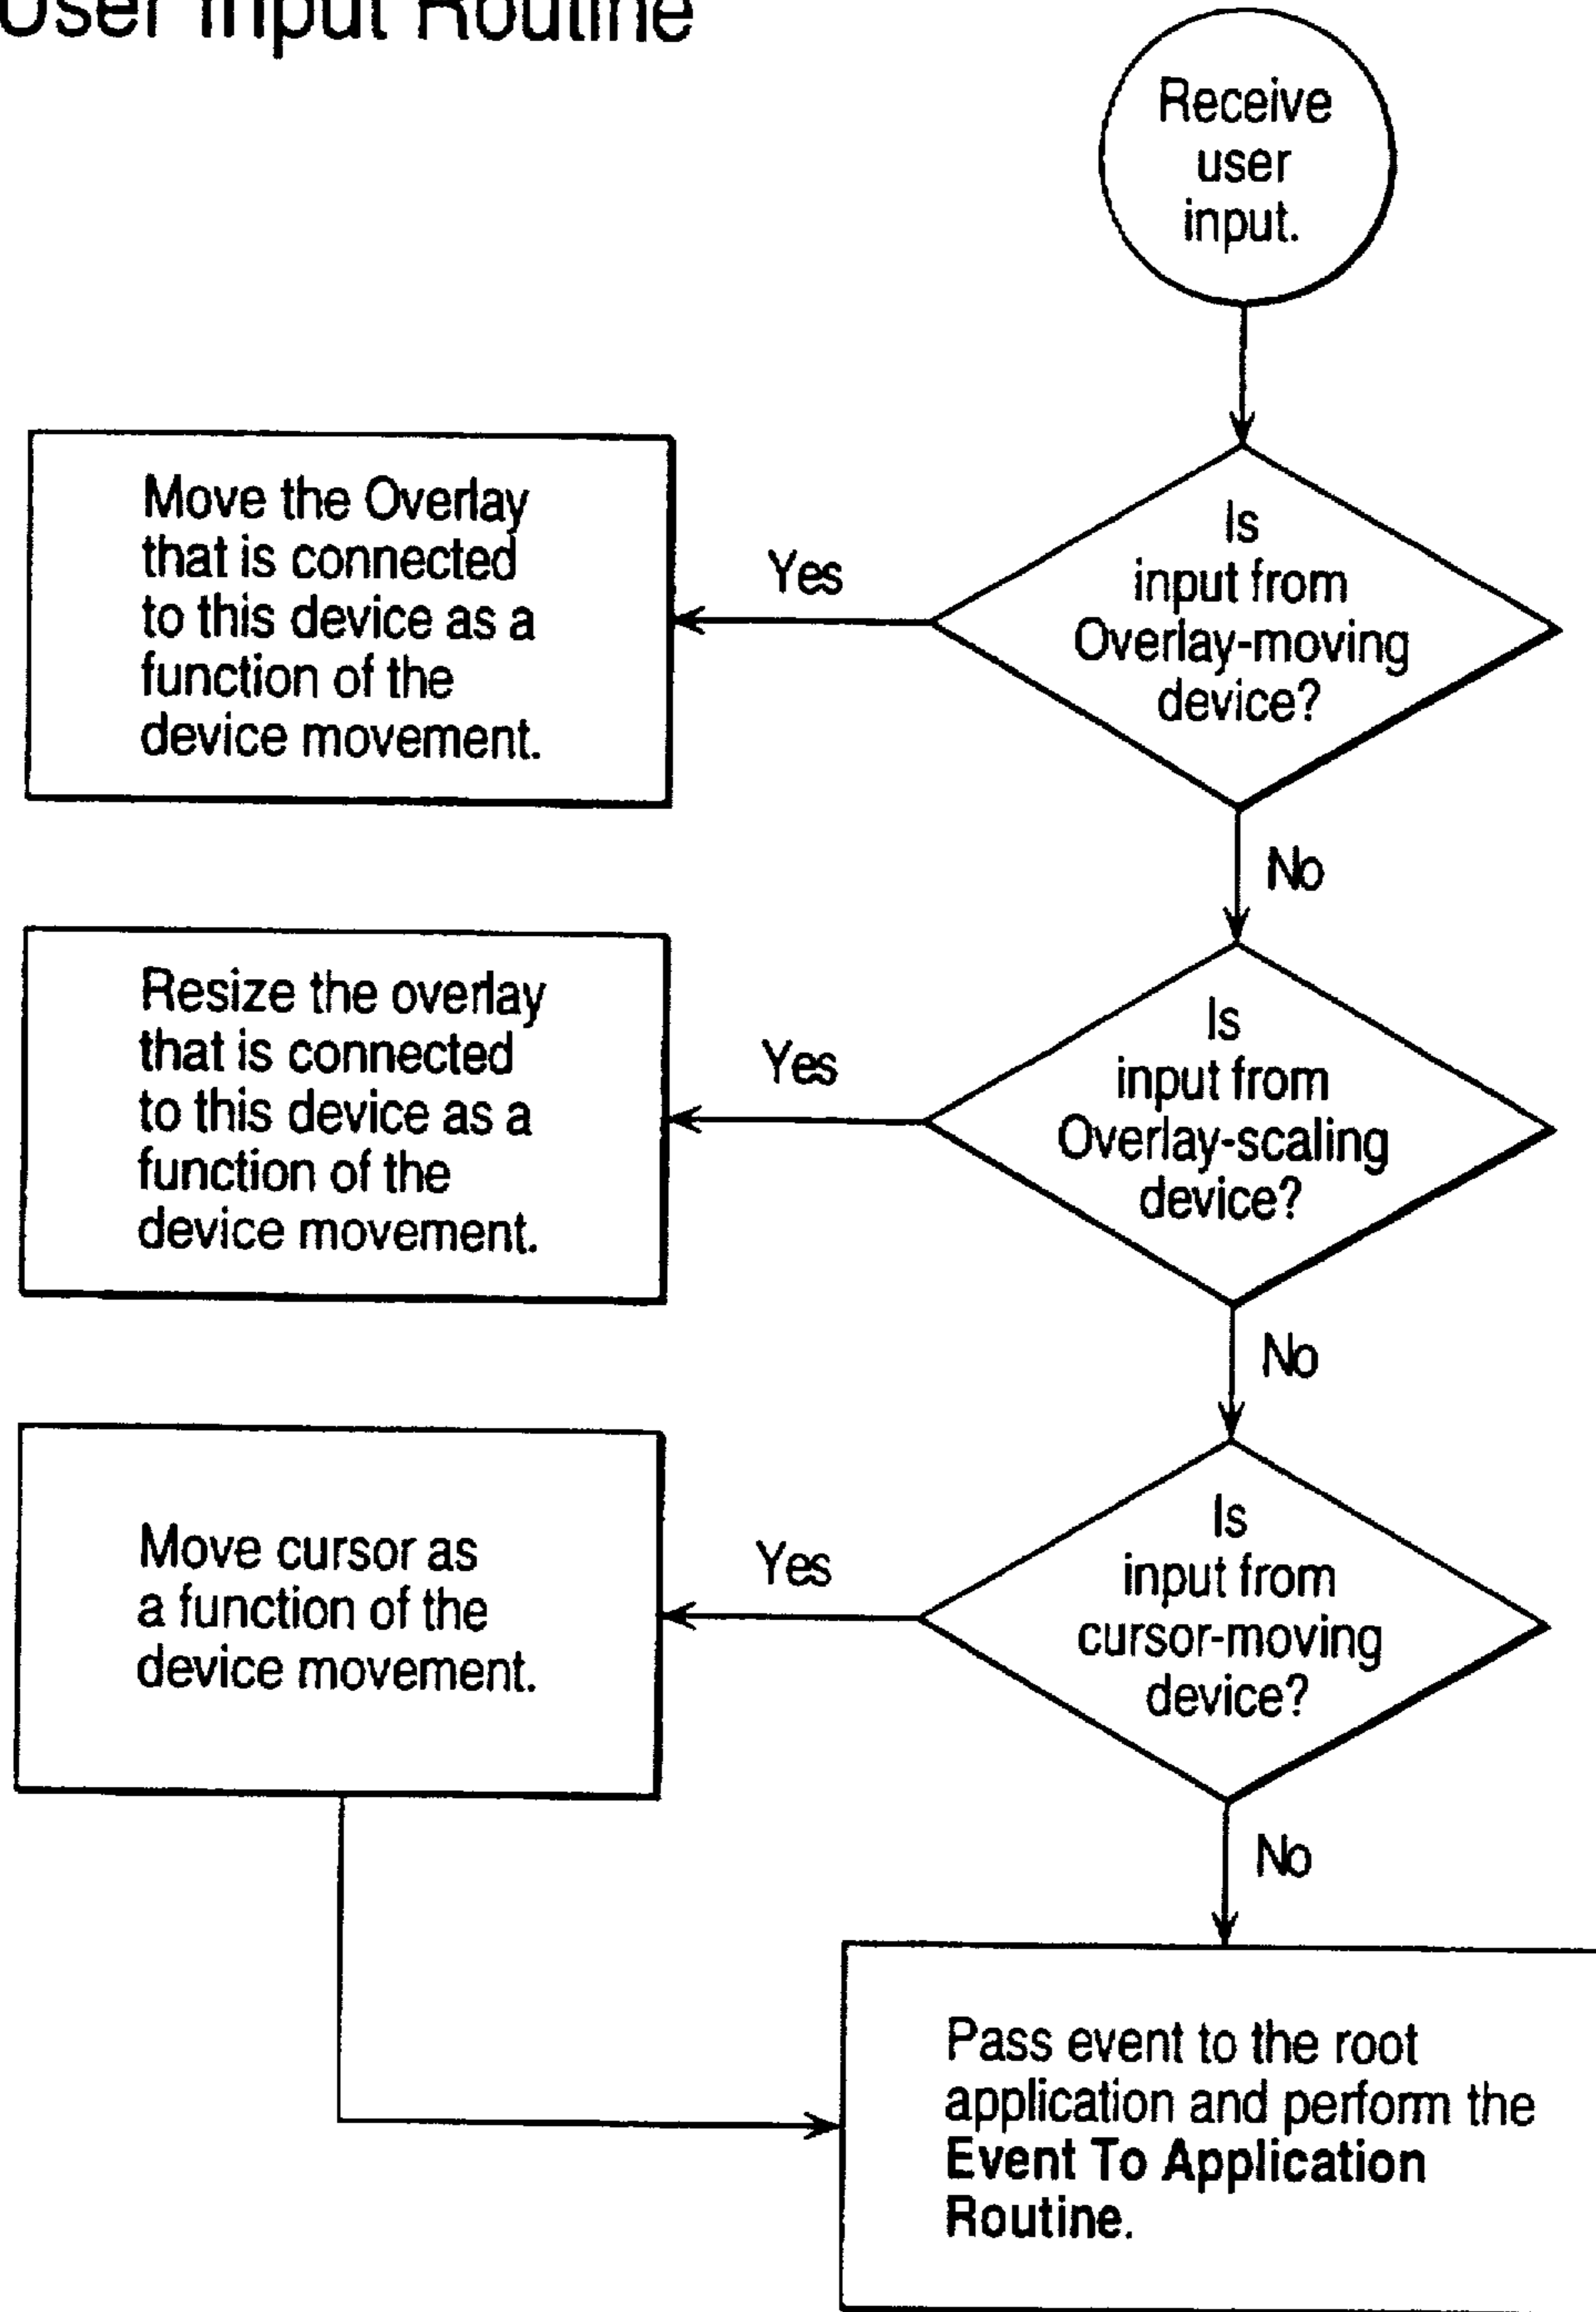 User Input Routine
Receive
user
input.
Is
input from
Overlay-moving
device?
Yes
Move the Overlay
that is connected
to this device as a
function of the
device movement.
No
Is
input from
Overlay-scaling
device?
Yes
Resize the overlay
that is connected
to this device as a
function of the
device movement.
No
Is
input from
cursor-moving
device?
Yes
Move cursor as
a function of the
device movement.
No
Pass event to the root
application and perform the
Event To Application
Routine.